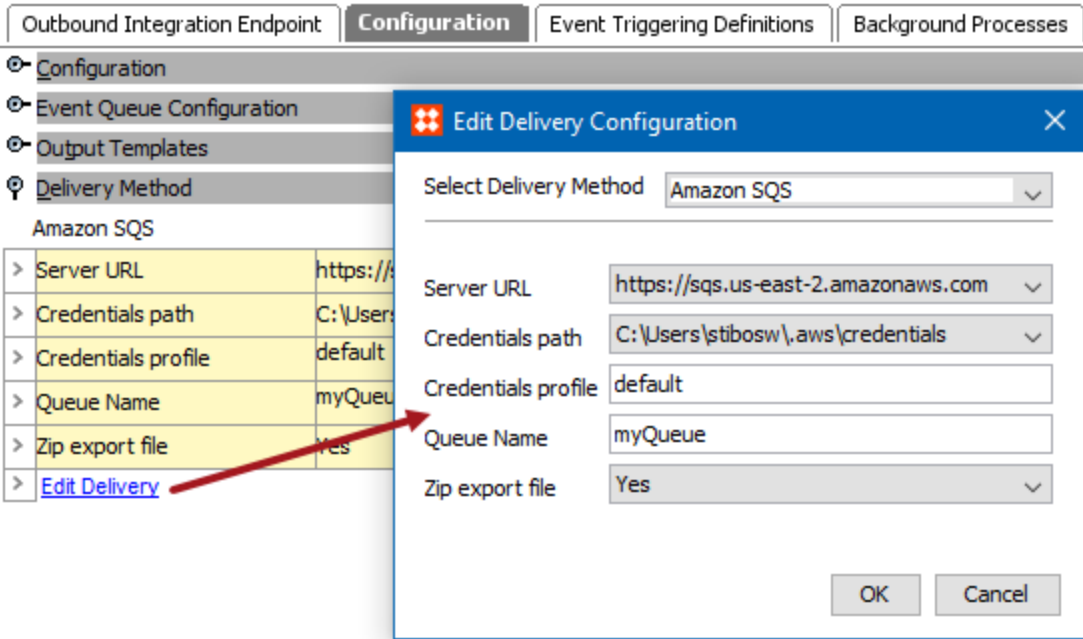 Outbound Integration Endpoint
Configuration
Event Triggering Definitions
Background Processes
Configuration
Event Queue Configuration
Output Templates
Delivery Method
Amazon SQS
Server URL https://
Credentials path C:\Users
Credentials profile default
Queue Name myQueu
Zip export file Yes
Edit Delivery
Edit Delivery Configuration
Select Delivery Method Amazon SQS
Server URL https://sqs.us-east-2.amazonaws.com
Credentials path C:\Users\stibosw\.aws\credentials
Credentials profile default
Queue Name myQueue
Zip export file Yes
OK Cancel